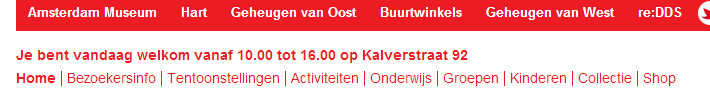 Amsterdam Museum Hart Geheugen van Oost Buurtwinkels Geheugen van West re:DDS
Je bent vandaag welkom vanaf 10.00 tot 16.00 op Kalverstraat 92
Home | Bezoekersinfo | Tentoonstellingen | Activiteiten | Onderwijs | Groepen | Kinderen | Collectie | Shop